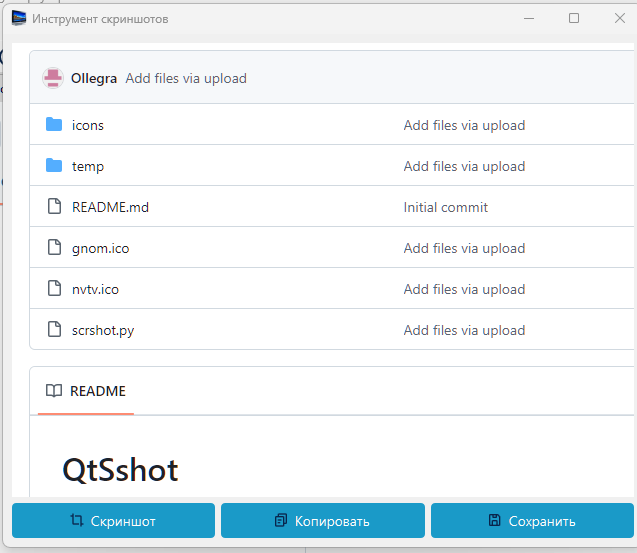 Инструмент скриншотов
Ollegra Add files via upload
icons Add files via upload
temp Add files via upload
README.md Initial commit
gnom.ico Add files via upload
nvtv.ico Add files via upload
scrshot.py Add files via upload
README
QtSshot
Скриншот Копировать Сохранить